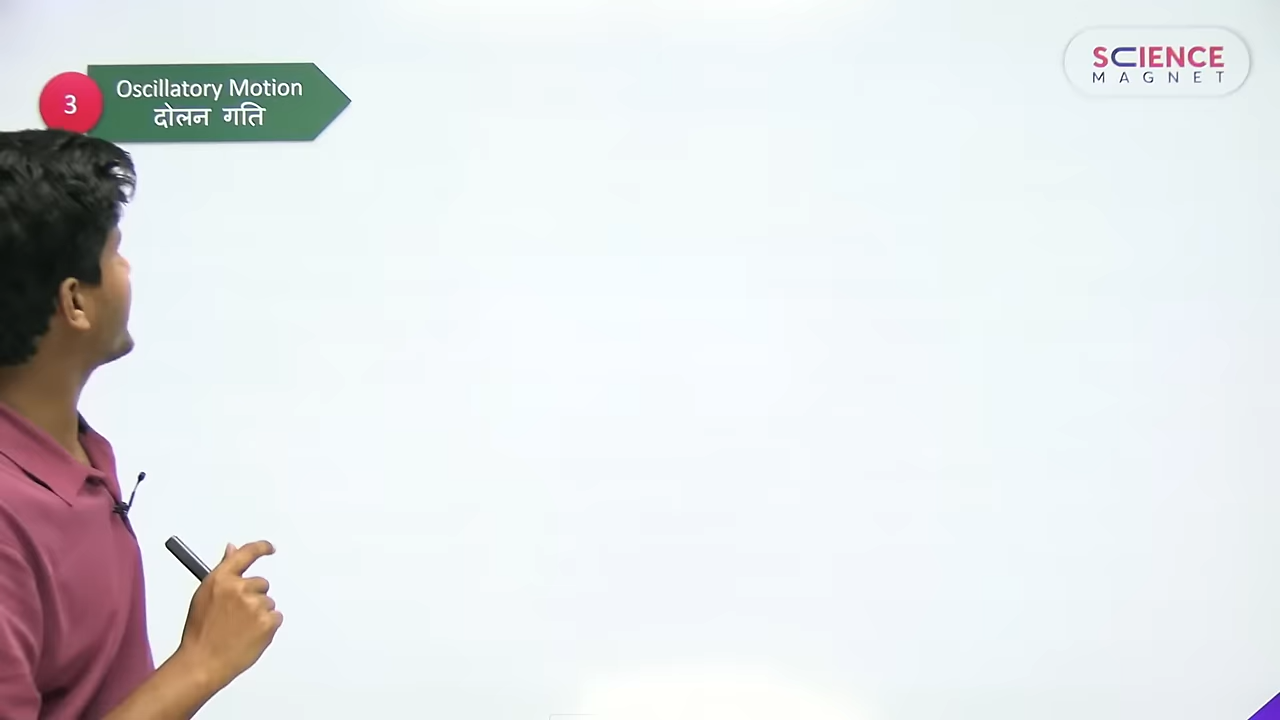 3
Oscillatory Motion
दोलन गति
SCIENCE
MAGNET